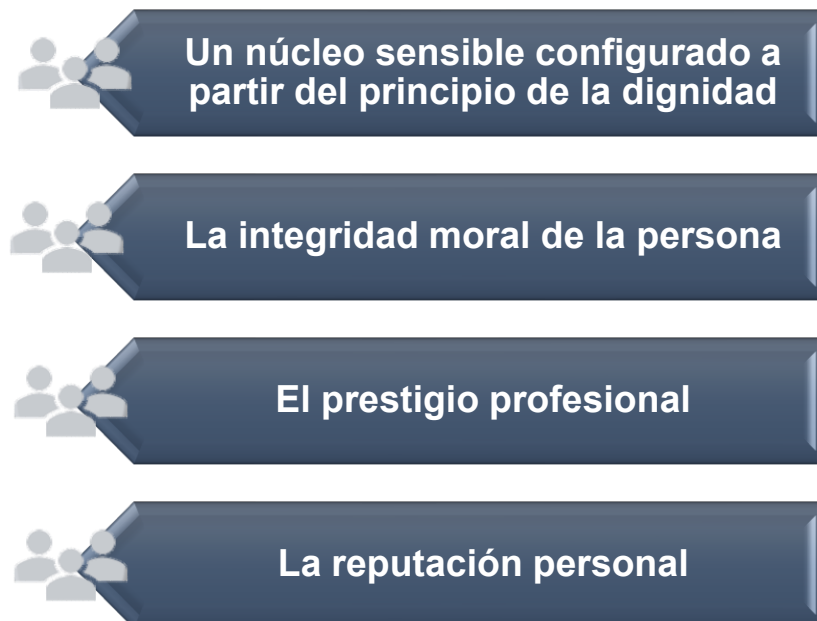 Un núcleo sensible configurado a
partir del principio de la dignidad
La integridad moral de la persona
El prestigio profesional
La reputación personal